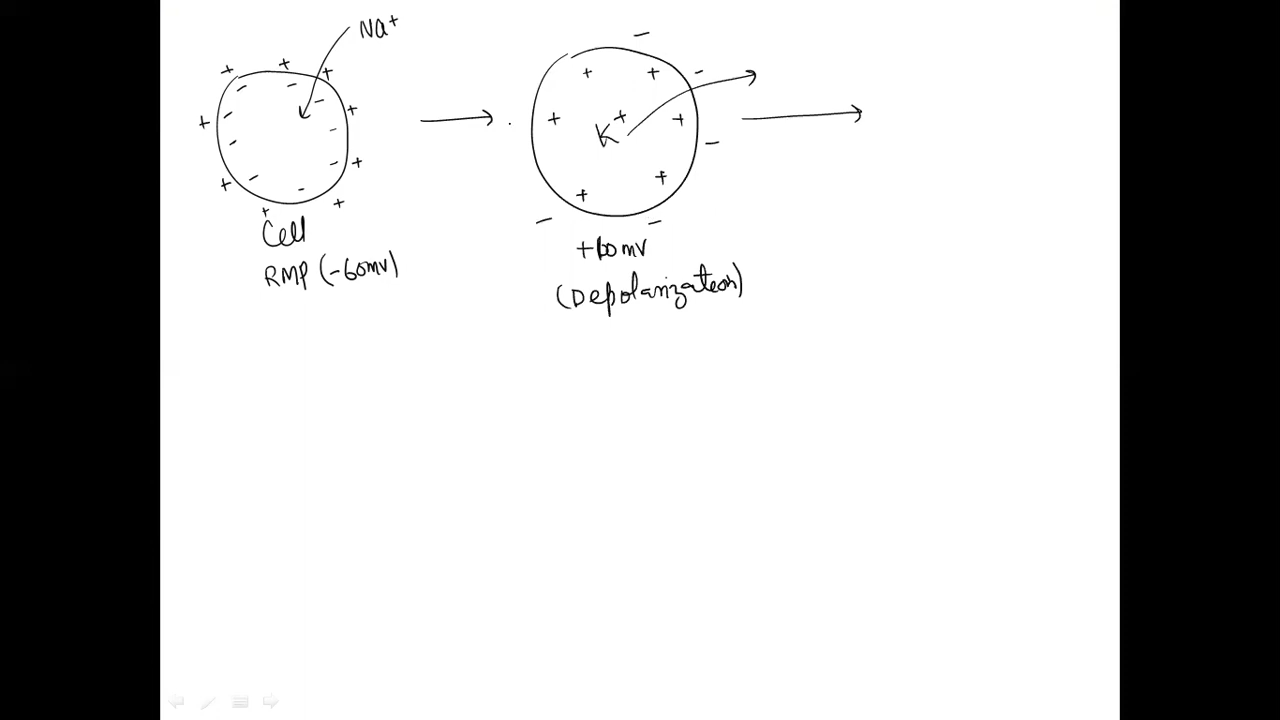 Na+
K+
Cell
RMP (-60mv)
+60mv
(Depolarization)